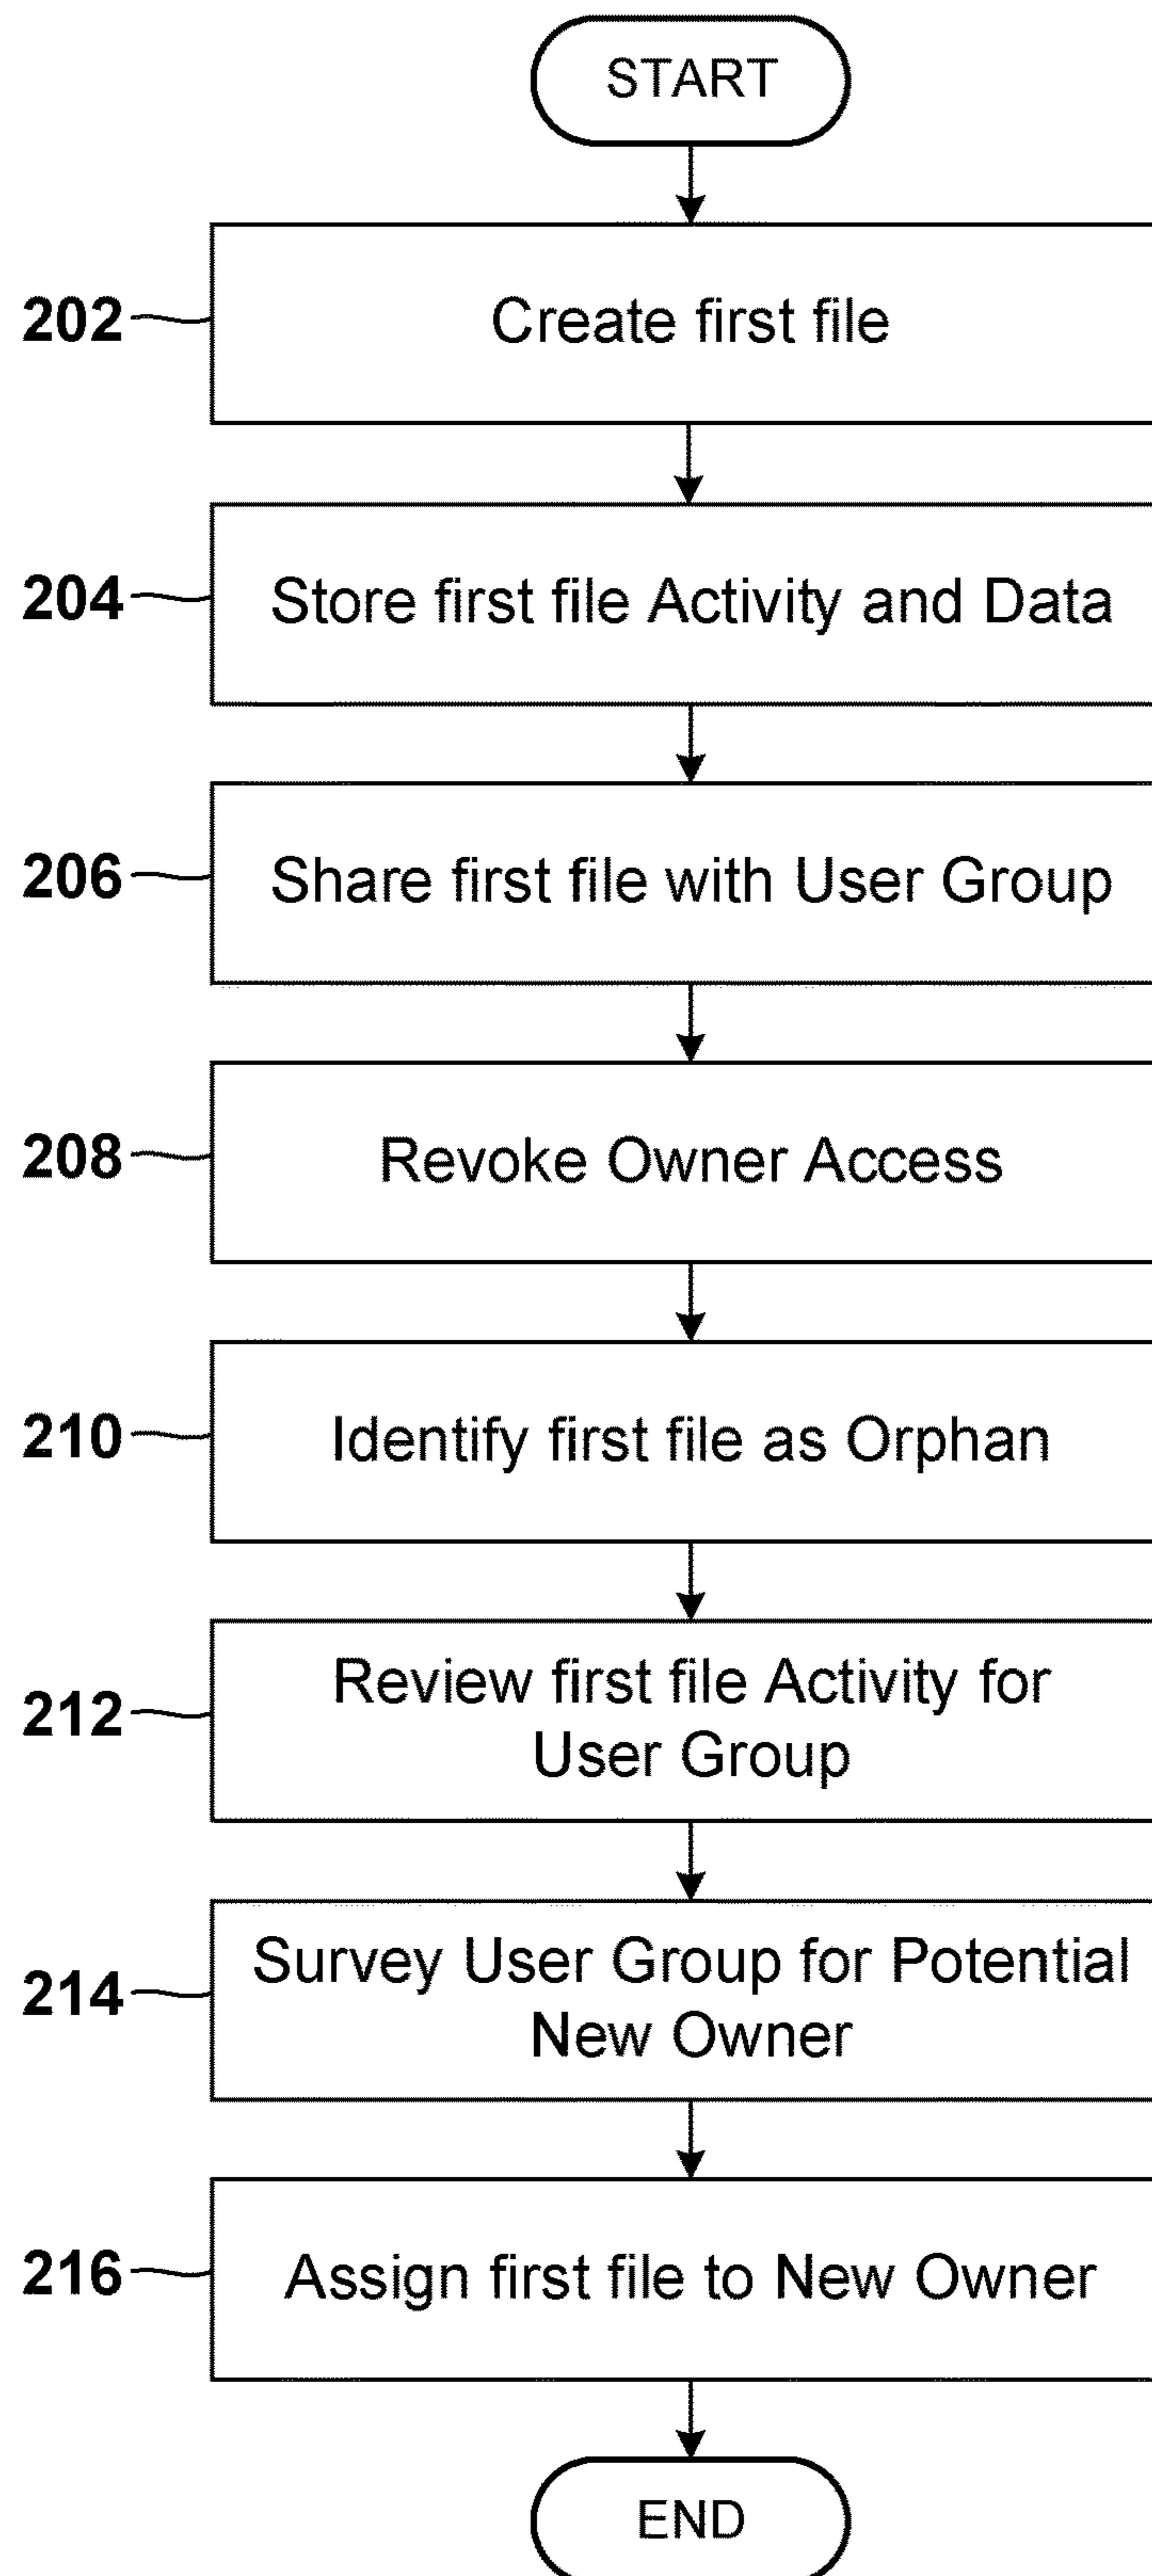 START
202
Create first file
204
Store first file Activity and Data
206
Share first file with User Group
208
Revoke Owner Access
210
Identify first file as Orphan
212
Review first file Activity for
User Group
214
Survey User Group for Potential
New Owner
216
Assign first file to New Owner
END